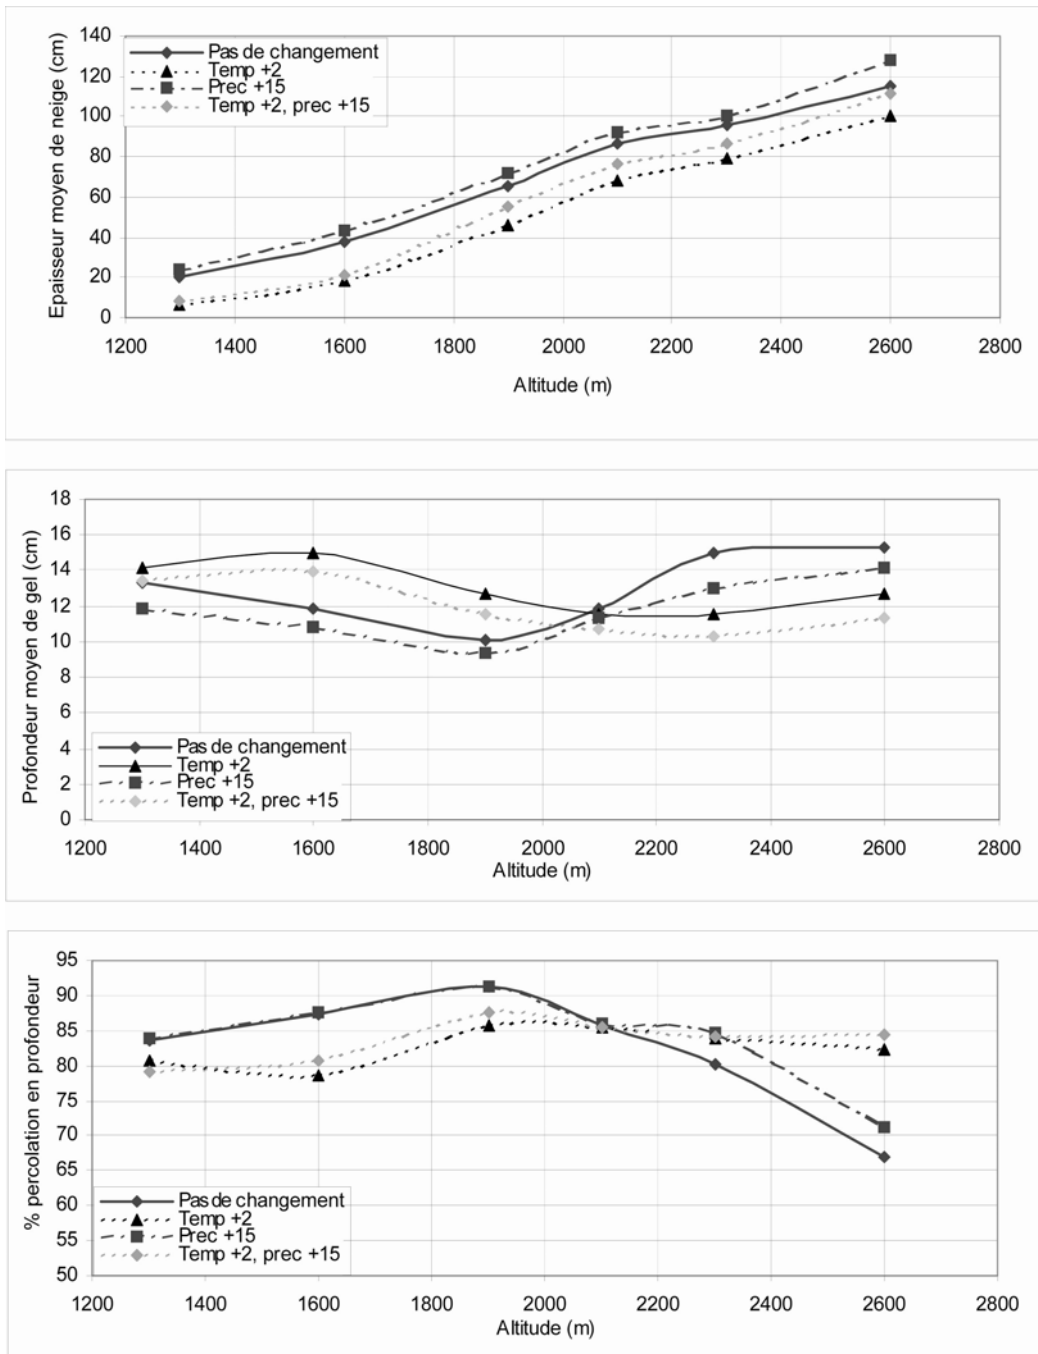 Epaisseur moyen de neige (cm)
140
120
100
80
60
40
20
0
Pas de changement
Temp +2
Prec +15
Temp +2, prec +15
1200 1400 1600 1800 2000 2200 2400 2600 2800
Altitude (m)
Profondeur moyen de gel (cm)
18
16
14
12
10
8
6
4
2
0
Pas de changement
Temp +2
Prec +15
Temp +2, prec +15
1200 1400 1600 1800 2000 2200 2400 2600 2800
Altitude (m)
% percolation en profondeur
95
90
85
80
75
70
65
60
55
50
Pas de changement
Temp +2
Prec +15
Temp +2, prec +15
1200 1400 1600 1800 2000 2200 2400 2600 2800
Altitude (m)